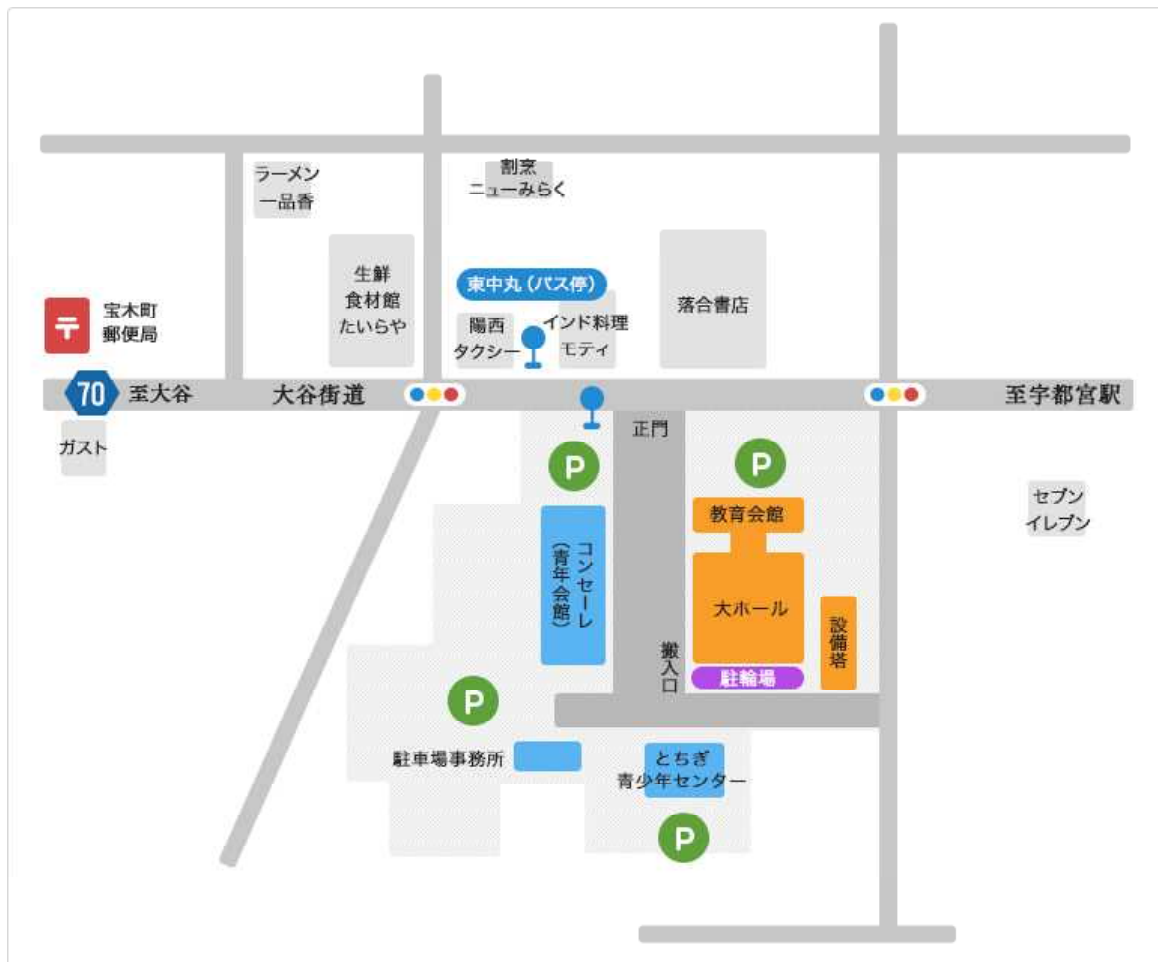 ラーメン
一品香
割烹
ニューみらく
生鮮
食材館
たいらや
東中丸（バス停）
陽西
タクシー
インド料理
モティ
落合書店
宝木町
郵便局
70
至大谷
大谷街道
至宇都宮駅
ガスト
正門
P
P
教育会館
セブン
イレブン
コンセーレ
（青年会館）
大ホール
設備塔
搬入口
駐輪場
P
駐車場事務所
とちぎ
青少年センター
P